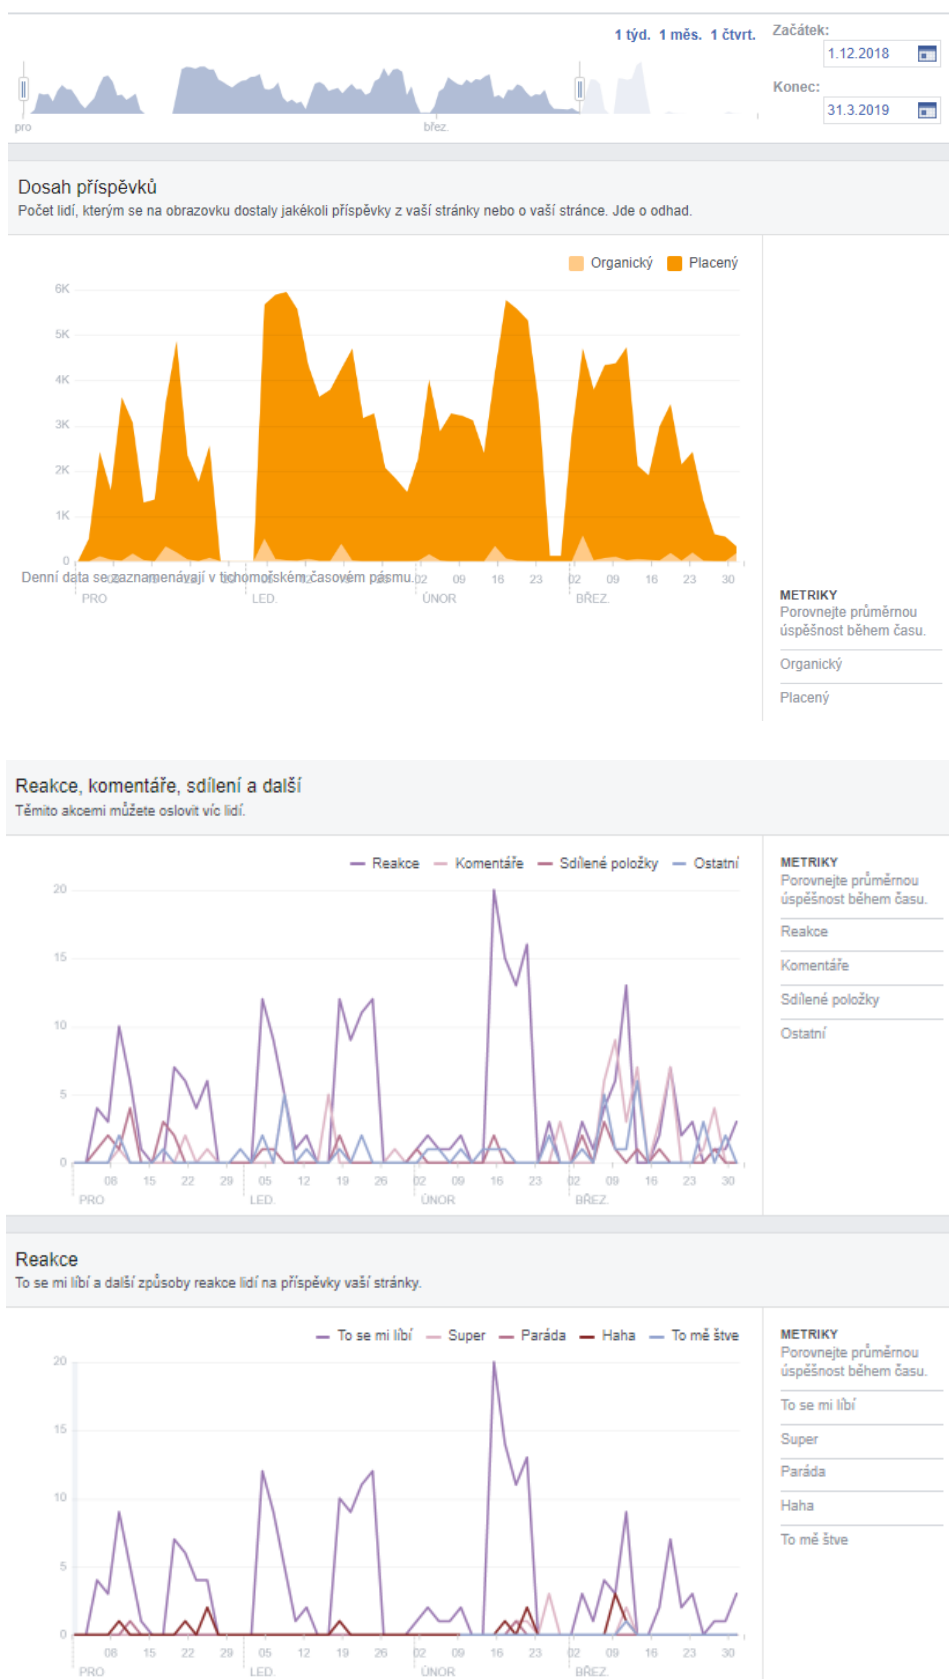 1 týd. 1 měs. 1 čtvrt.
Začátek:
1.12.2018
Konec:
31.3.2019
pro
břez.
Dosah příspěvků
Počet lidí, kterým se na obrazovku dostaly jakékoli příspěvky z vaší stránky nebo o vaší stránce. Jde o odhad.
Organický Placený
6K
5K
4K
3K
2K
1K
0
Denní data se zaznamenávají v tichomořském časovém pásmu.
02 09 16 23 02 09 16 23 30
PRO LED. ÚNOR BŘEZ.
METRIKY
Porovnejte průměrnou
úspěšnost během času.
Organický
Placený
Reakce, komentáře, sdílení a další
Těmito akcemi můžete oslovit víc lidí.
Reakce Komentáře Sdílené položky Ostatní
20
15
10
5
0
08 15 22 29 05 12 19 26 02 09 16 23 02 09 16 23 30
PRO LED. ÚNOR BŘEZ.
METRIKY
Porovnejte průměrnou
úspěšnost během času.
Reakce
Komentáře
Sdílené položky
Ostatní
Reakce
To se mi líbí a další způsoby reakce lidí na příspěvky vaší stránky.
To se mi líbí Super Paráda Haha To mě štve
20
15
10
5
0
08 15 22 29 05 12 19 26 02 09 16 23 02 09 16 23 30
PRO LED. ÚNOR BŘEZ.
METRIKY
Porovnejte průměrnou
úspěšnost během času.
To se mi líbí
Super
Paráda
Haha
To mě štve